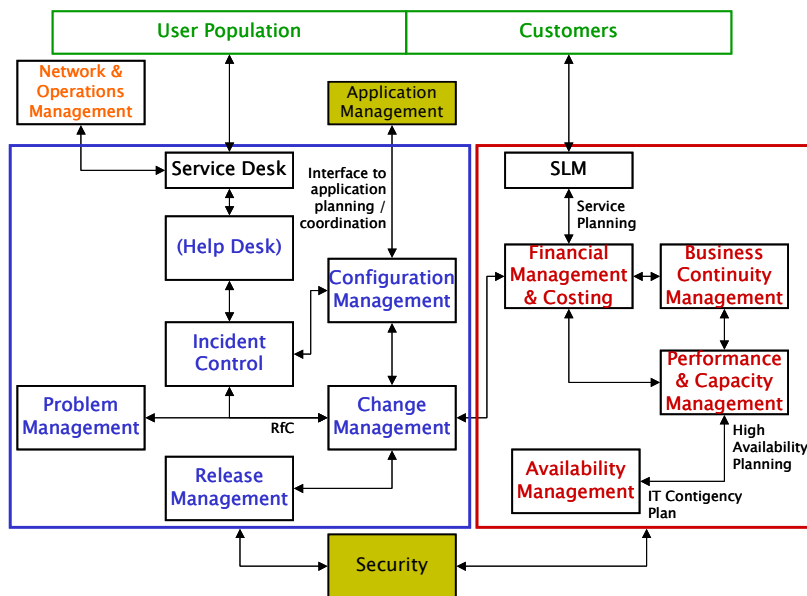 User Population
Customers
Network &
Operations
Management
Application
Management
Service Desk
Interface to
application
planning /
coordination
SLM
Service
Planning
(Help Desk)
Configuration
Management
Financial
Management
& Costing
Business
Continuity
Management
Incident
Control
Performance
& Capacity
Management
Problem
Management
RfC
Change
Management
High
Availability
Planning
Release
Management
Availability
Management
IT Contigency
Plan
Security